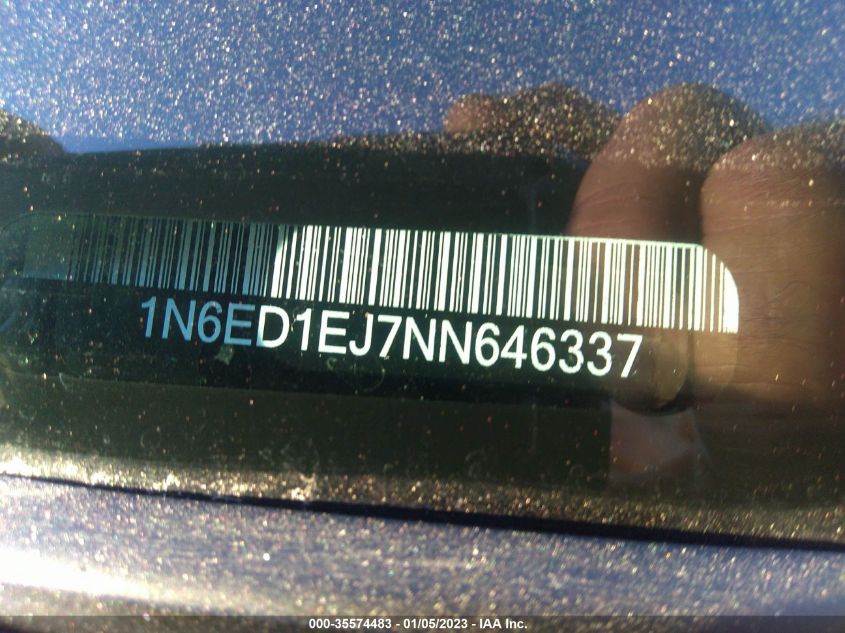 1N6ED1EJ7NN646337
000-35574483 - 01/05/2023 - IAA Inc.